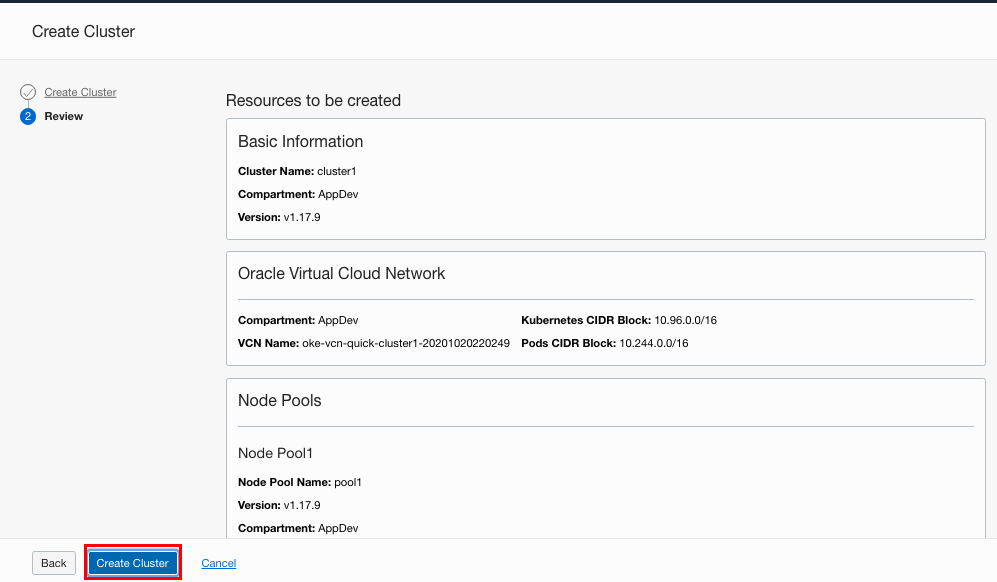 Create Cluster
Create Cluster
2 Review
Resources to be created
Basic Information
Cluster Name: cluster1
Compartment: AppDev
Version: v1.17.9
Oracle Virtual Cloud Network
Compartment: AppDev Kubernetes CIDR Block: 10.96.0.0/16
VCN Name: oke-vcn-quick-cluster1-20201020220249 Pods CIDR Block: 10.244.0.0/16
Node Pools
Node Pool1
Node Pool Name: pool1
Version: v1.17.9
Compartment: AppDev
Back Create Cluster Cancel